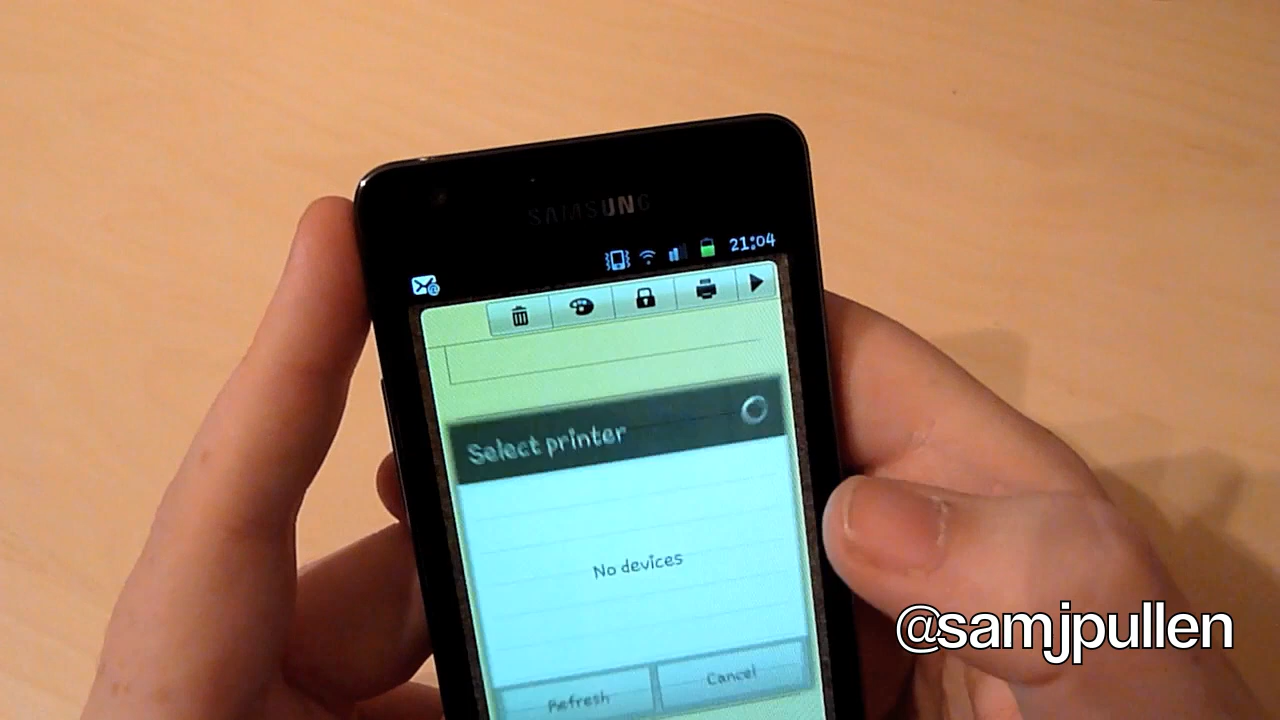 SAMSUNG
21:04
Select printer
No devices
Refresh
Cancel
@samjpullen